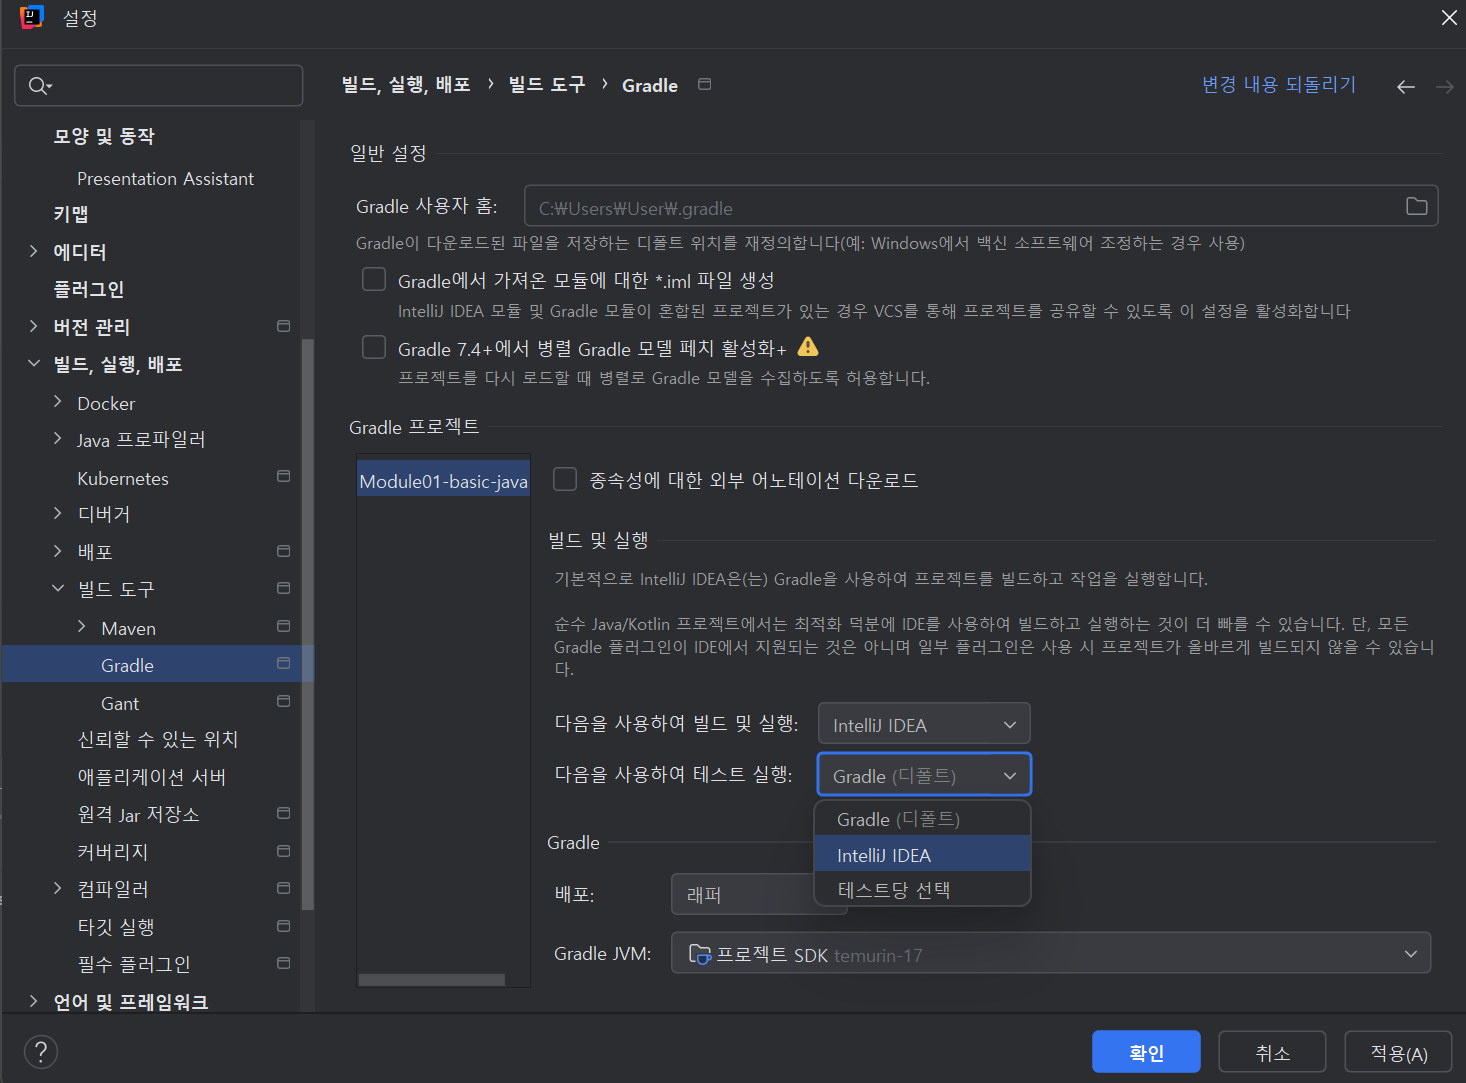 설정
빌드, 실행, 배포 › 빌드 도구 › Gradle
변경 내용 되돌리기
모양 및 동작
Presentation Assistant
키맵
에디터
플러그인
버전 관리
빌드, 실행, 배포
Docker
Java 프로파일러
Kubernetes
디버거
배포
빌드 도구
Maven
Gradle
Gant
신뢰할 수 있는 위치
애플리케이션 서버
원격 Jar 저장소
커버리지
컴파일러
타깃 실행
필수 플러그인
언어 및 프레임워크
일반 설정
Gradle 사용자 홈: C:₩Users₩User₩.gradle
Gradle이 다운로드된 파일을 저장하는 디폴트 위치를 재정의합니다(예: Windows에서 백신 소프트웨어 조정하는 경우 사용)
Gradle에서 가져온 모듈에 대한 *.iml 파일 생성
IntelliJ IDEA 모듈 및 Gradle 모듈이 혼합된 프로젝트가 있는 경우 VCS를 통해 프로젝트를 공유할 수 있도록 이 설정을 활성화합니다
Gradle 7.4+에서 병렬 Gradle 모델 페치 활성화+
프로젝트를 다시 로드할 때 병렬로 Gradle 모델을 수집하도록 허용합니다.
Gradle 프로젝트
Module01-basic-java
종속성에 대한 외부 어노테이션 다운로드
빌드 및 실행
기본적으로 IntelliJ IDEA은(는) Gradle을 사용하여 프로젝트를 빌드하고 작업을 실행합니다.
순수 Java/Kotlin 프로젝트에서는 최적화 덕분에 IDE를 사용하여 빌드하고 실행하는 것이 더 빠를 수 있습니다. 단, 모든
Gradle 플러그인이 IDE에서 지원되는 것은 아니며 일부 플러그인은 사용 시 프로젝트가 올바르게 빌드되지 않을 수 있습니
다.
다음을 사용하여 빌드 및 실행: IntelliJ IDEA
다음을 사용하여 테스트 실행: Gradle (디폴트)
Gradle (디폴트)
IntelliJ IDEA
테스트당 선택
Gradle
배포: 래퍼
Gradle JVM: 프로젝트 SDK temurin-17
?
확인
취소
적용(A)